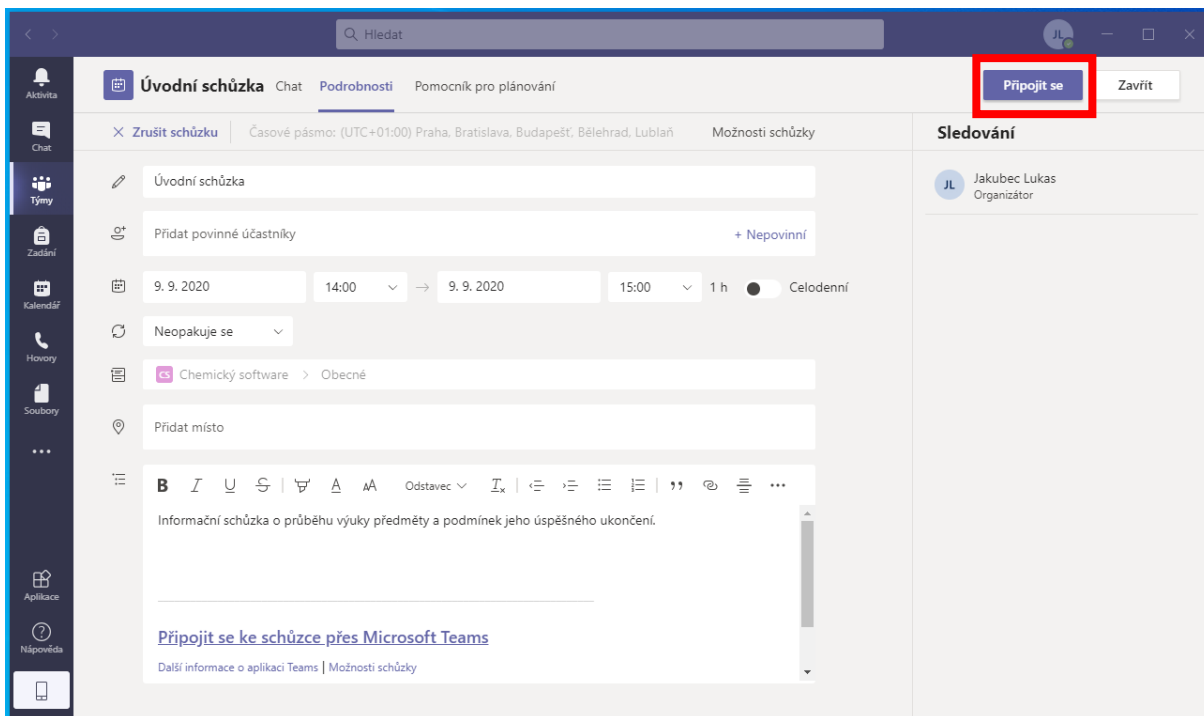 Hledat
JL
Aktivita
Chat
Týmy
Zadání
Kalendář
Hovory
Soubory
Aplikace
Nápověda
Úvodní schůzka Chat Podrobnosti Pomocník pro plánování
Připojit se Zavřít
Zrušit schůzku Časové pásmo: (UTC+01:00) Praha, Bratislava, Budapešť, Bělehrad, Lublaň Možnosti schůzky
Úvodní schůzka
Přidat povinné účastníky + Nepovinní
9. 9. 2020 14:00 → 9. 9. 2020 15:00 1 h Celodenní
Neopakuje se
CS Chemický software > Obecné
Přidat místo
B I U S A AA Odstavec Tx
Informační schůzka o průběhu výuky předměty a podmínek jeho úspěšného ukončení.
Připojit se ke schůzce přes Microsoft Teams
Další informace o aplikaci Teams | Možnosti schůzky
Sledování
JL Jakubec Lukas
Organizátor